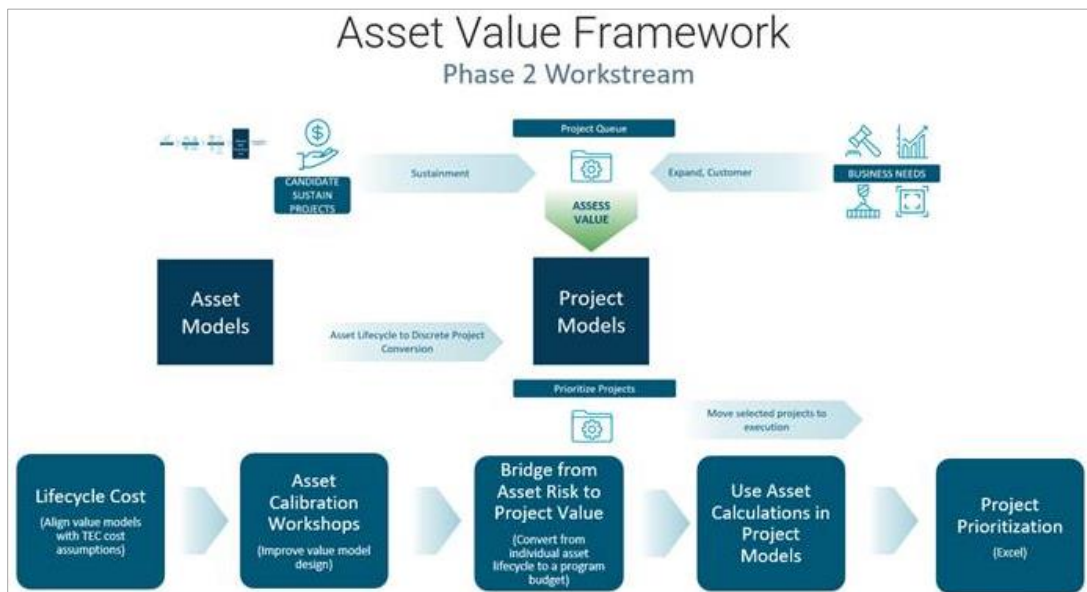 Asset Value Framework
Phase 2 Workstream
Project Queue
CANDIDATE
SUSTAIN
PROJECTS
Sustainment
Expand, Customer
BUSINESS NEEDS
ASSESS
VALUE
Asset
Models
Project
Models
Asset Lifecycle to Discrete Project
Conversion
Prioritize Projects
Move selected projects to
execution
Lifecycle Cost
(Align value models
with TEC cost
assumptions)
Asset
Calibration
Workshops
(Improve value model
design)
Bridge from
Asset Risk to
Project Value
(Convert from
individual asset
lifecycle to a program
budget)
Use Asset
Calculations in
Project
Models
Project
Prioritization
(Excel)